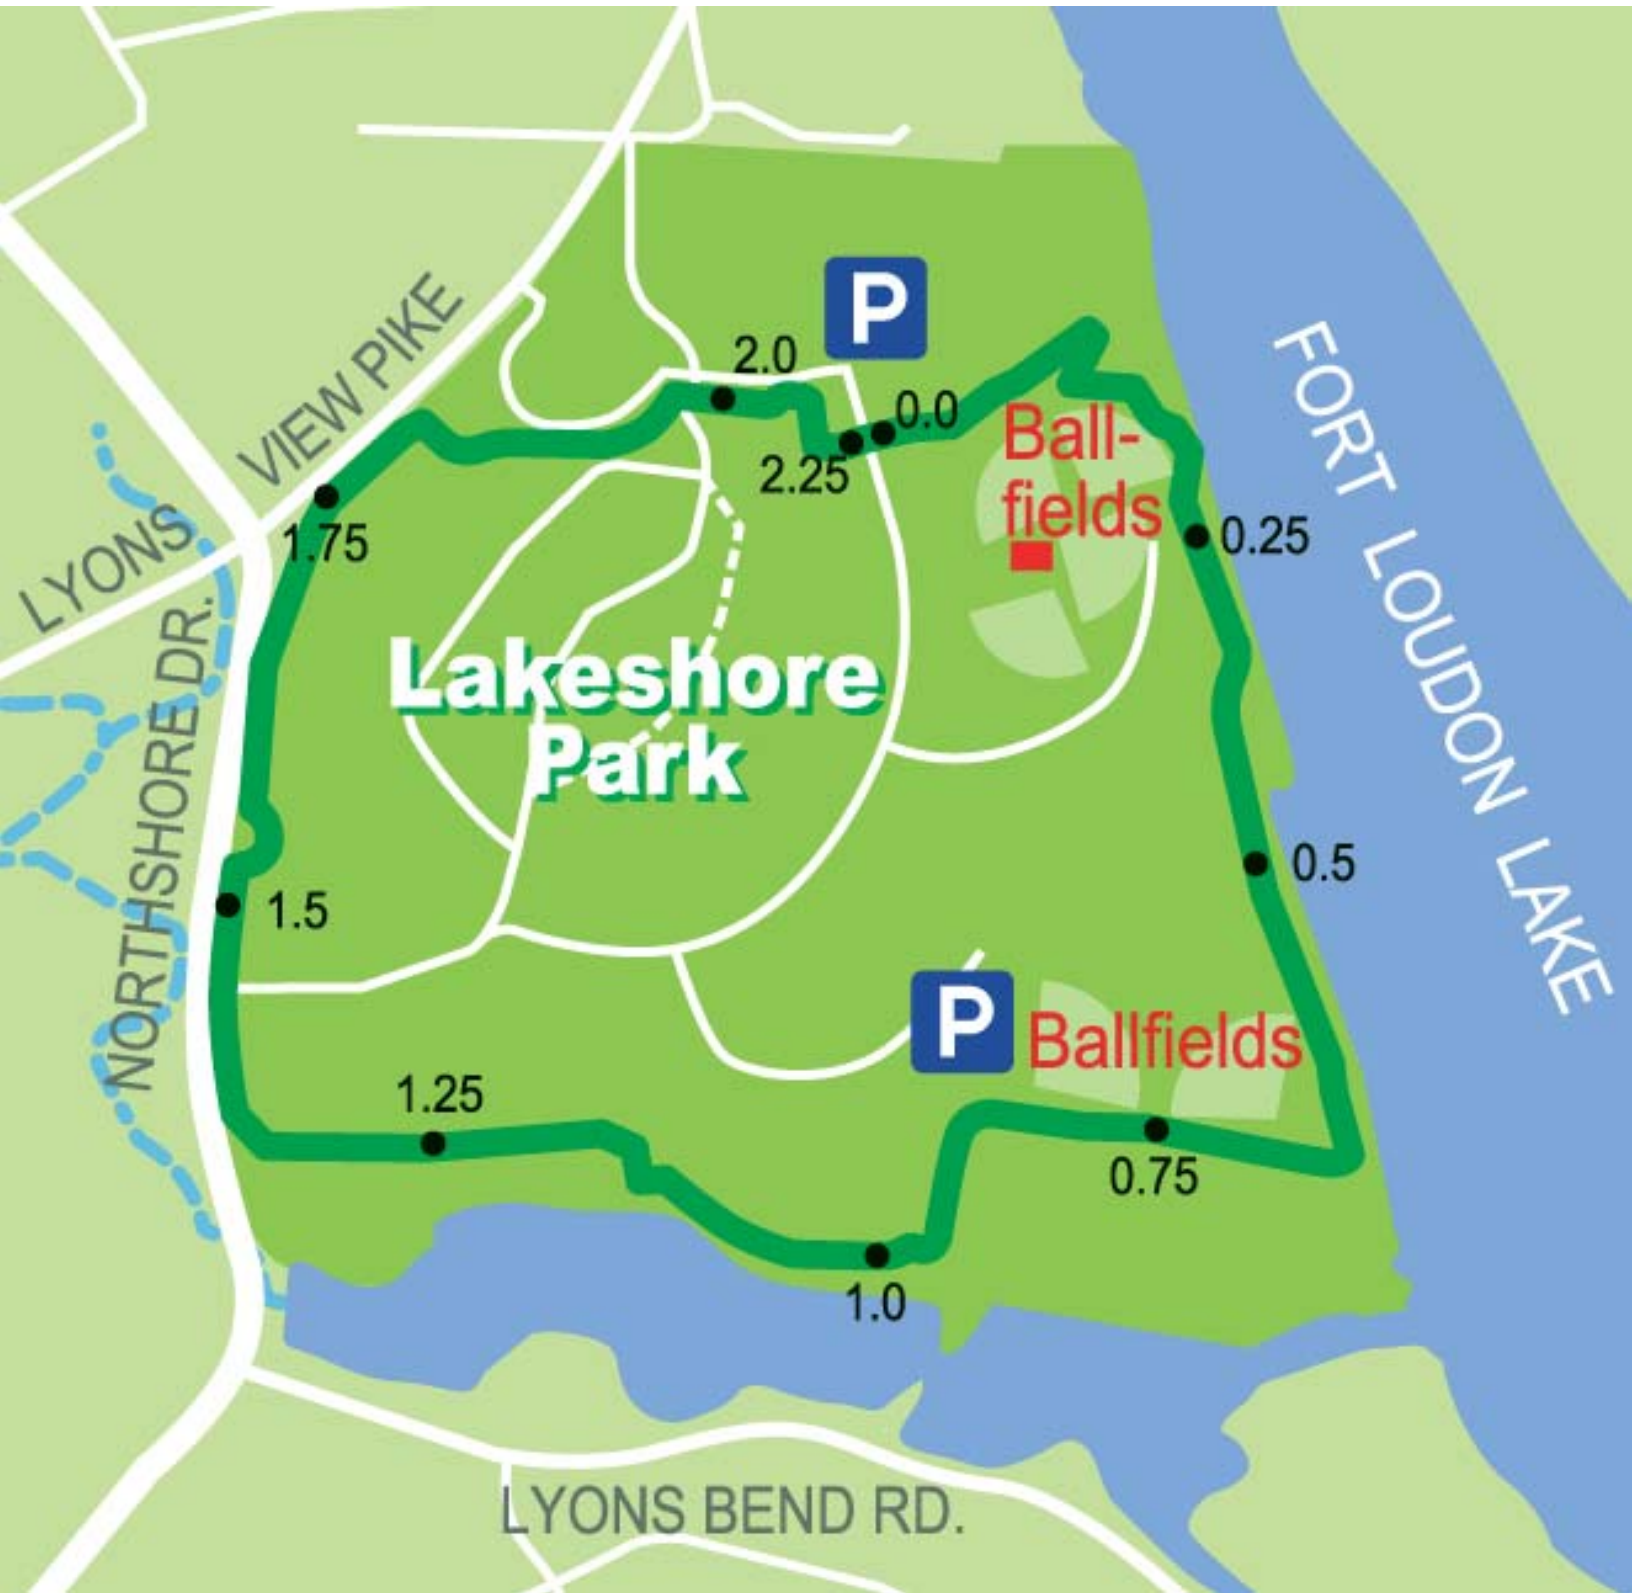 P
2.0
0.0
2.25
Ball-
fields
VIEW PIKE
LYONS
1.75
0.25
FORT LOUDON LAKE
NORTHSHORE DR.
Lakeshore
Park
0.5
1.5
P
Ballfields
1.25
0.75
1.0
LYONS BEND RD.